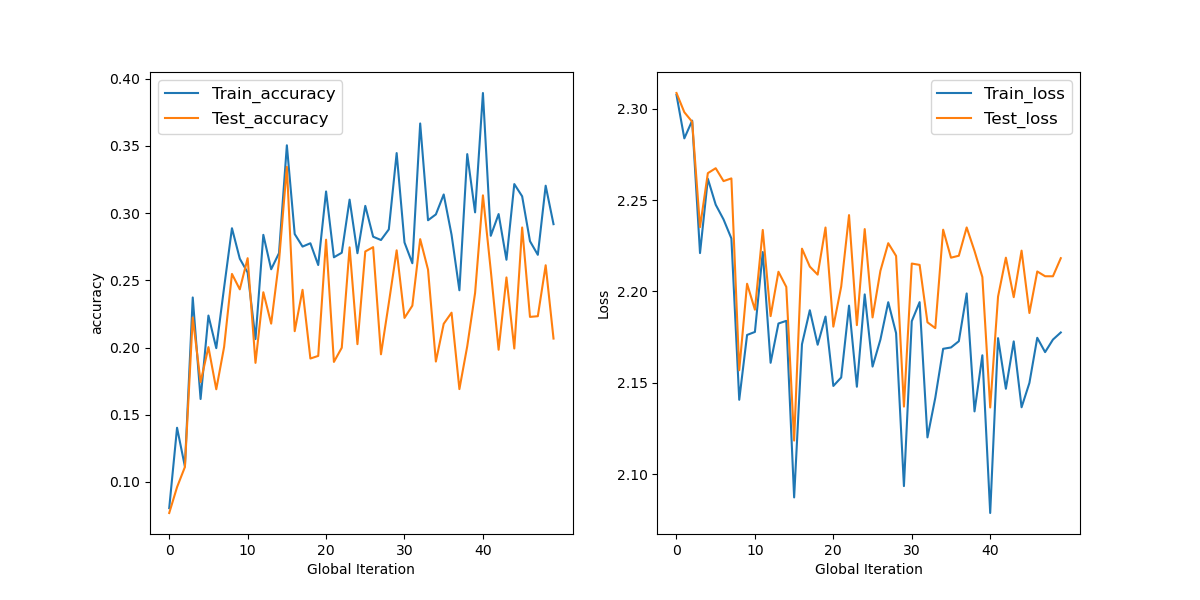 Train_accuracy
Test_accuracy
0.40
0.35
0.30
0.25
0.20
0.15
0.10
accuracy
0
10
20
30
40
Global Iteration
Train_loss
Test_loss
2.30
2.25
2.20
2.15
2.10
Loss
0
10
20
30
40
Global Iteration